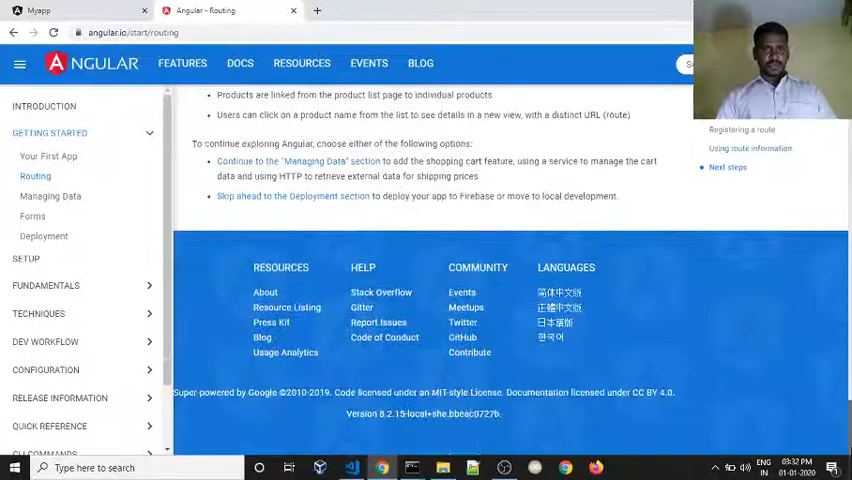 Myapp
Angular - Routing
angular.io/start/routing
ANGULAR
FEATURES DOCS RESOURCES EVENTS BLOG
INTRODUCTION
GETTING STARTED
Your First App
Routing
Managing Data
Forms
Deployment
SETUP
FUNDAMENTALS
TECHNIQUES
DEV WORKFLOW
CONFIGURATION
RELEASE INFORMATION
QUICK REFERENCE
CLI COMMANDS
Products are linked from the product list page to individual products
Users can click on a product name from the list to see details in a new view, with a distinct URL (route)
To continue exploring Angular, choose either of the following options:
Continue to the "Managing Data" section to add the shopping cart feature, using a service to manage the cart
data and using HTTP to retrieve external data for shipping prices
Skip ahead to the Deployment section to deploy your app to Firebase or move to local development.
Registering a route
Using route information
Next steps
RESOURCES
About
Resource Listing
Press Kit
Blog
Usage Analytics
HELP
Stack Overflow
Gitter
Report Issues
Code of Conduct
COMMUNITY
Events
Meetups
Twitter
GitHub
Contribute
LANGUAGES
简体中文版
正體中文版
日本語版
한국어
Super-powered by Google ©2010-2019. Code licensed under an MIT-style License. Documentation licensed under CC BY 4.0.
Version 8.2.15-local+sha.bbeac0727b.
Type here to search
ENG
IN
03:32 PM
01-01-2020